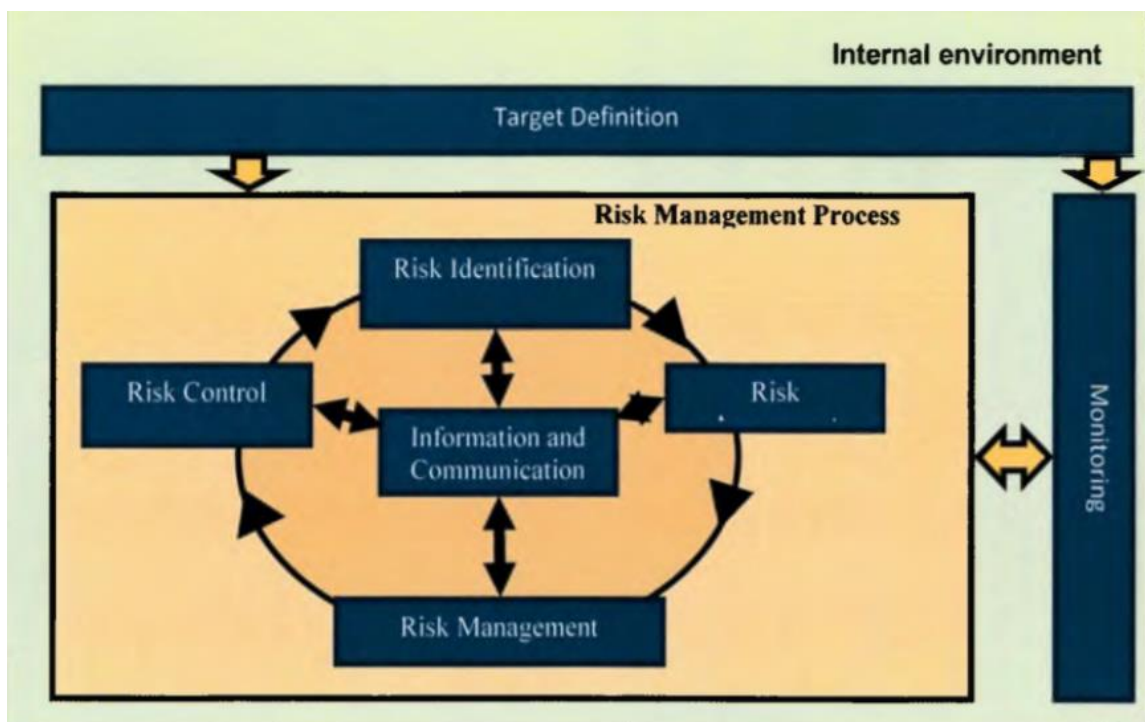 Internal environment
Target Definition
Risk Management Process
Risk Identification
Risk Control
Risk
Information and
Communication
Monitoring
Risk Management